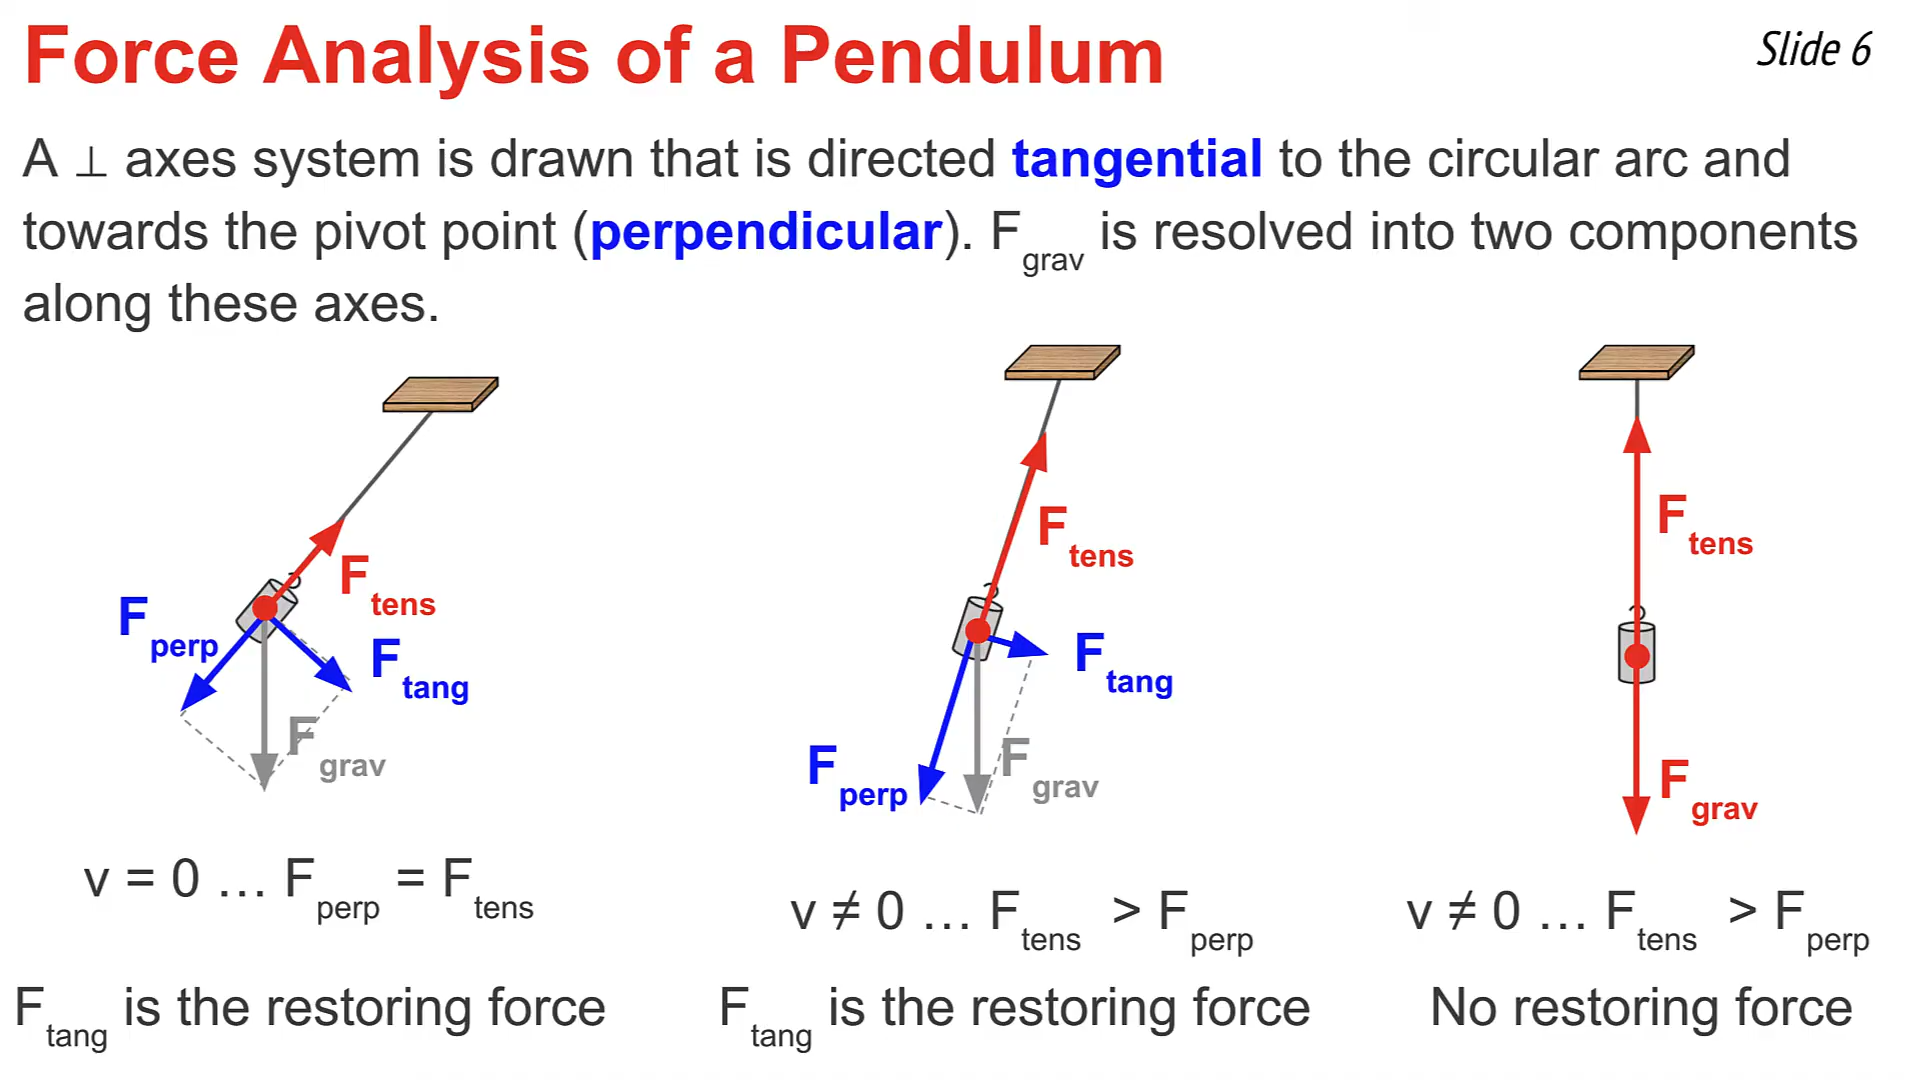 Force Analysis of a Pendulum
Slide 6
A ⊥ axes system is drawn that is directed tangential to the circular arc and
towards the pivot point (perpendicular). F grav is resolved into two components
along these axes.
F tens
F perp
F tang
F grav
v = 0 … F perp = F tens
F tang is the restoring force
F tens
F tang
F perp
F grav
v ≠ 0 … F tens > F perp
F tang is the restoring force
F tens
F grav
v ≠ 0 … F tens > F perp
No restoring force